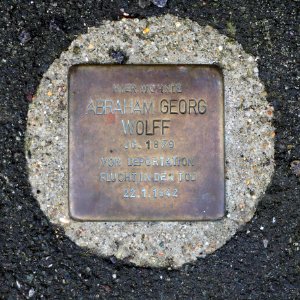 HIER WOHNTE
ABRAHAM GEORG
WOLFF
JG. 1879
VOR DEPORTATION
FLUCHT IN DEN TOD
22.1.1942